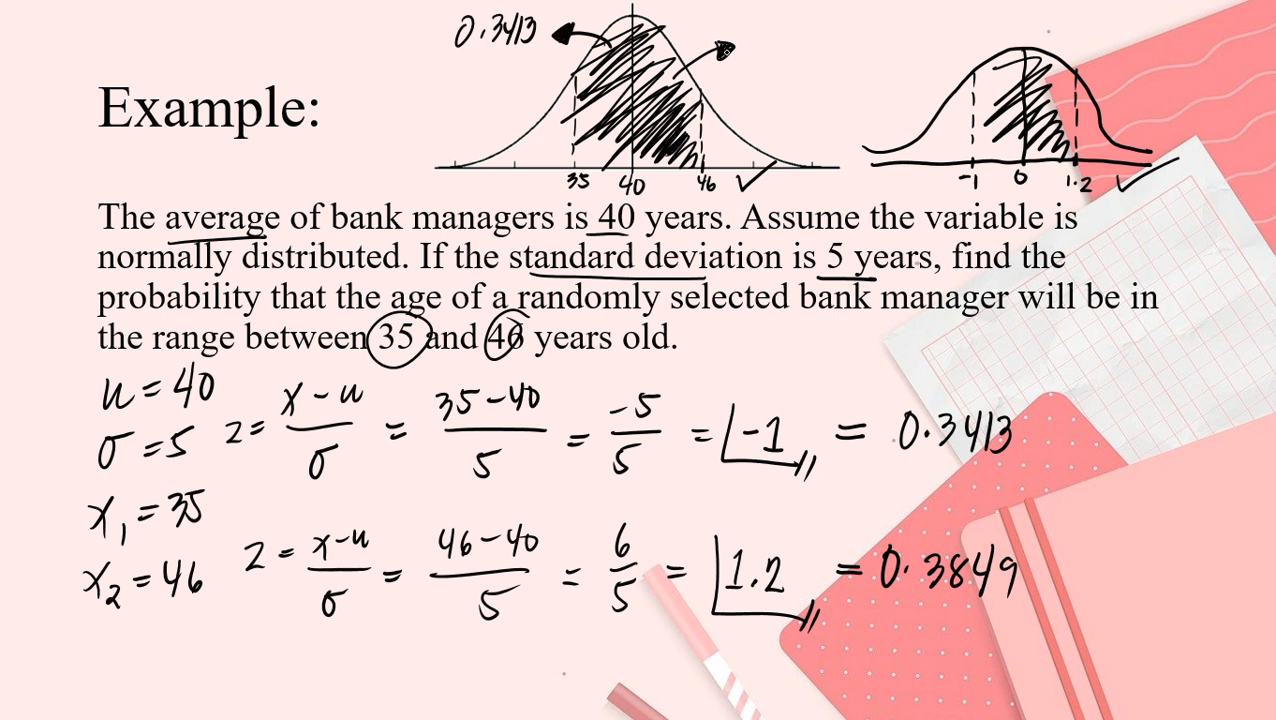 0.3413
35 40 46
-1 0 1.2
Example:
The average of bank managers is 40 years. Assume the variable is
normally distributed. If the standard deviation is 5 years, find the
probability that the age of a randomly selected bank manager will be in
the range between 35 and 46 years old.
u = 40
σ = 5
x₁ = 35
x₂ = 46
z = x - u / σ = 35 - 40 / 5 = -5 / 5 = -1 = 0.3413
z = x - u / σ = 46 - 40 / 5 = 6 / 5 = 1.2 = 0.3849